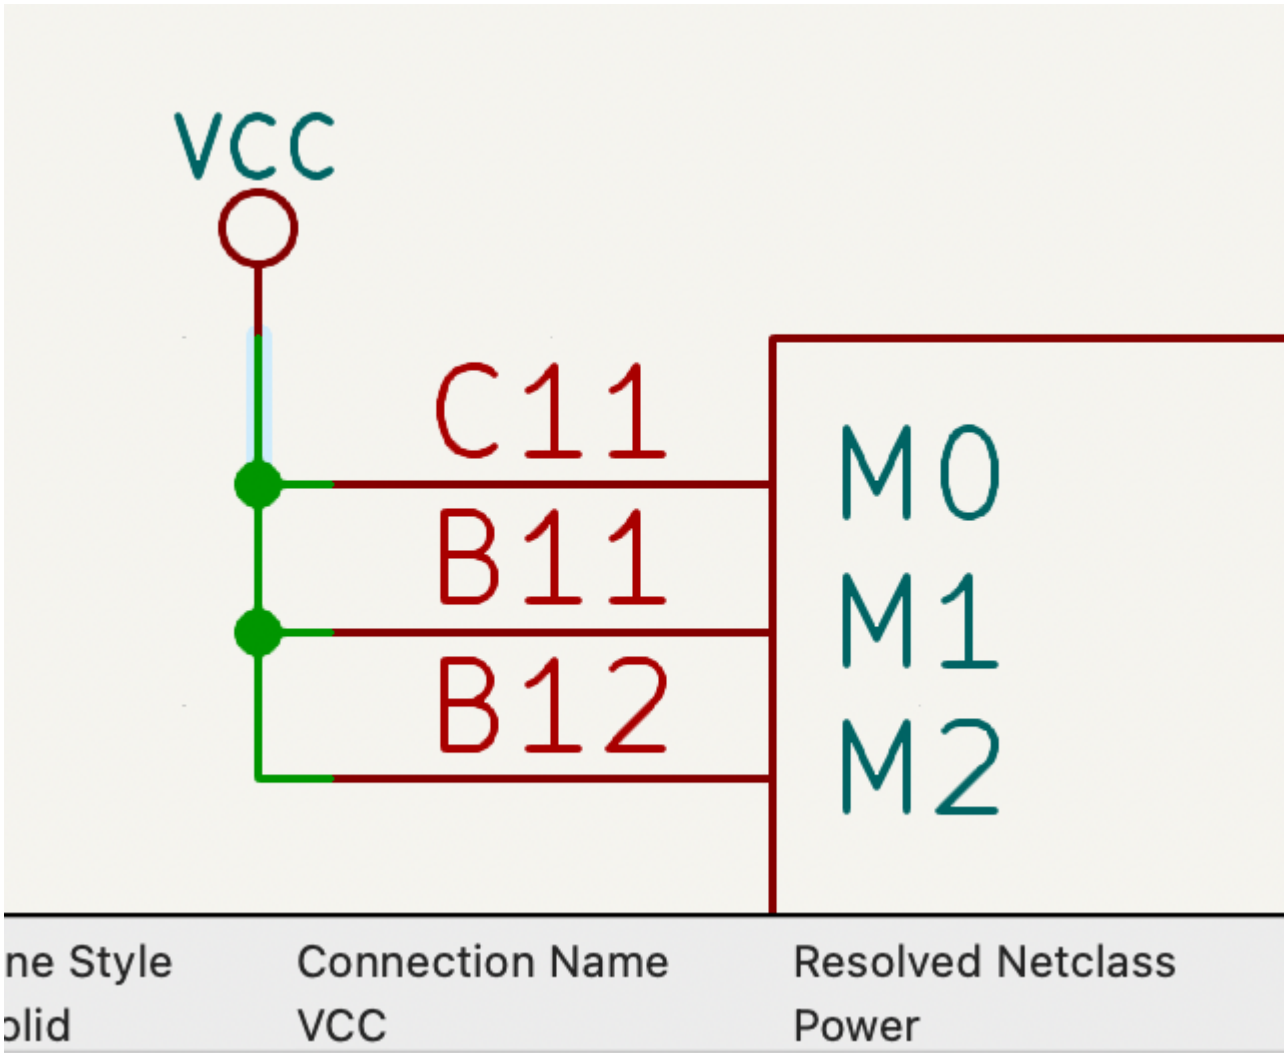 VCC
C11
M0
B11
M1
B12
M2
ne Style Connection Name Resolved Netclass
olid VCC Power